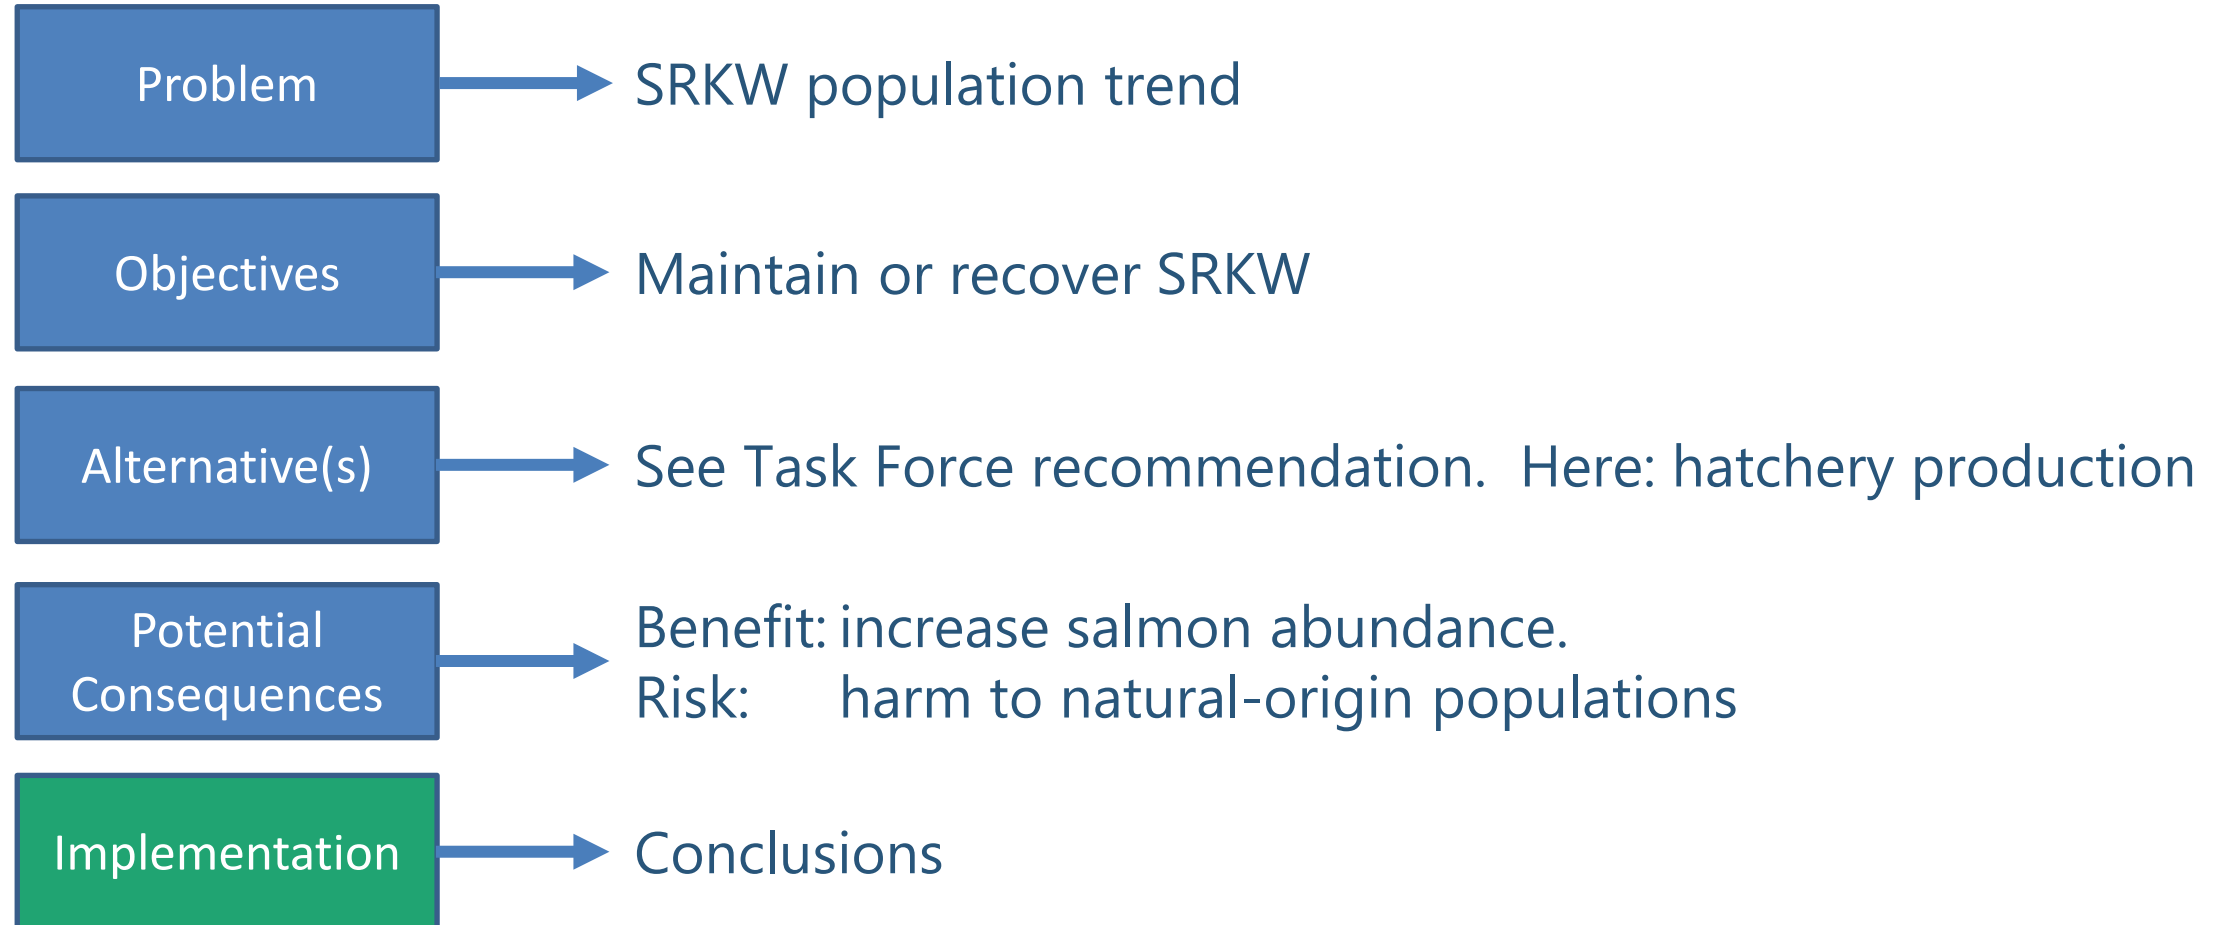 Problem
SRKW population trend
Objectives
Maintain or recover SRKW
Alternative(s)
See Task Force recommendation.  Here: hatchery production
Potential
Consequences
Benefit: increase salmon abundance.
Risk: harm to natural-origin populations
Implementation
Conclusions